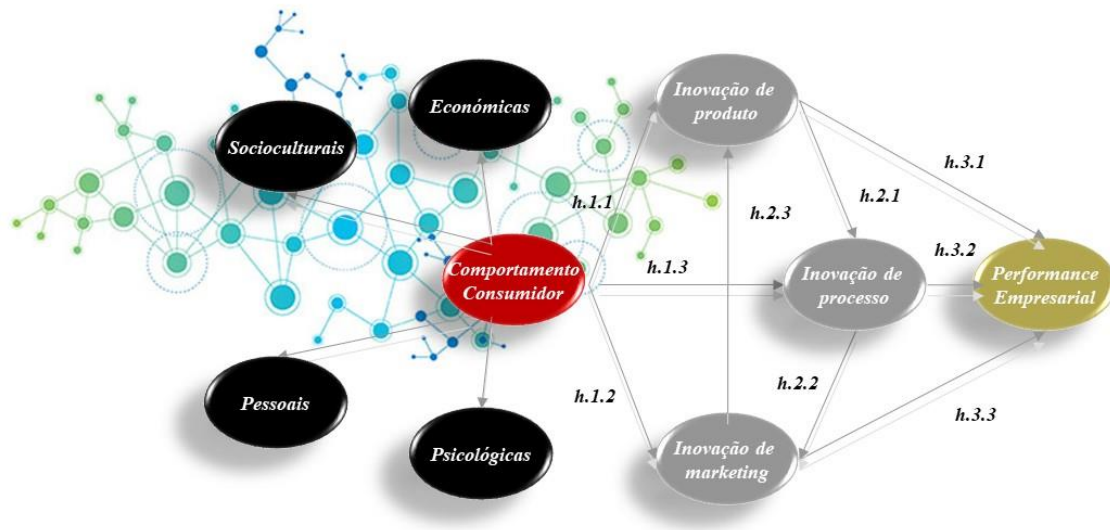 Económicas
Inovação de
produto
Socioculturais
h.3.1
h.1.1
h.2.1
h.2.3
h.3.2
h.1.3
Comportamento
Consumidor
Inovação de
processo
Performance
Empresarial
h.2.2
h.1.2
Pessoais
h.3.3
Psicológicas
Inovação de
marketing